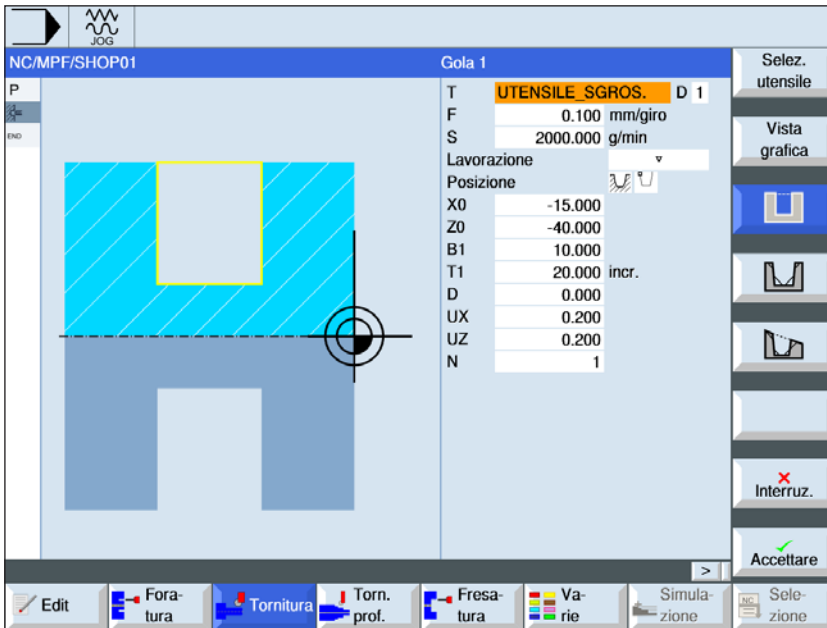 JOG
NC/MPF/SHOP01
Gola 1
P
END
T UTENSILE_SGROS. D 1
F 0.100 mm/giro
S 2000.000 g/min
Lavorazione ▿
Posizione
X0 -15.000
Z0 -40.000
B1 10.000
T1 20.000 incr.
D 0.000
UX 0.200
UZ 0.200
N 1
Selez.
utensile
Vista
grafica
Interruz.
Accettare
>
Edit
Fora-
tura
Tornitura
Torn.
prof.
Fresa-
tura
Va-
rie
Simula-
zione
NC
Sele-
zione